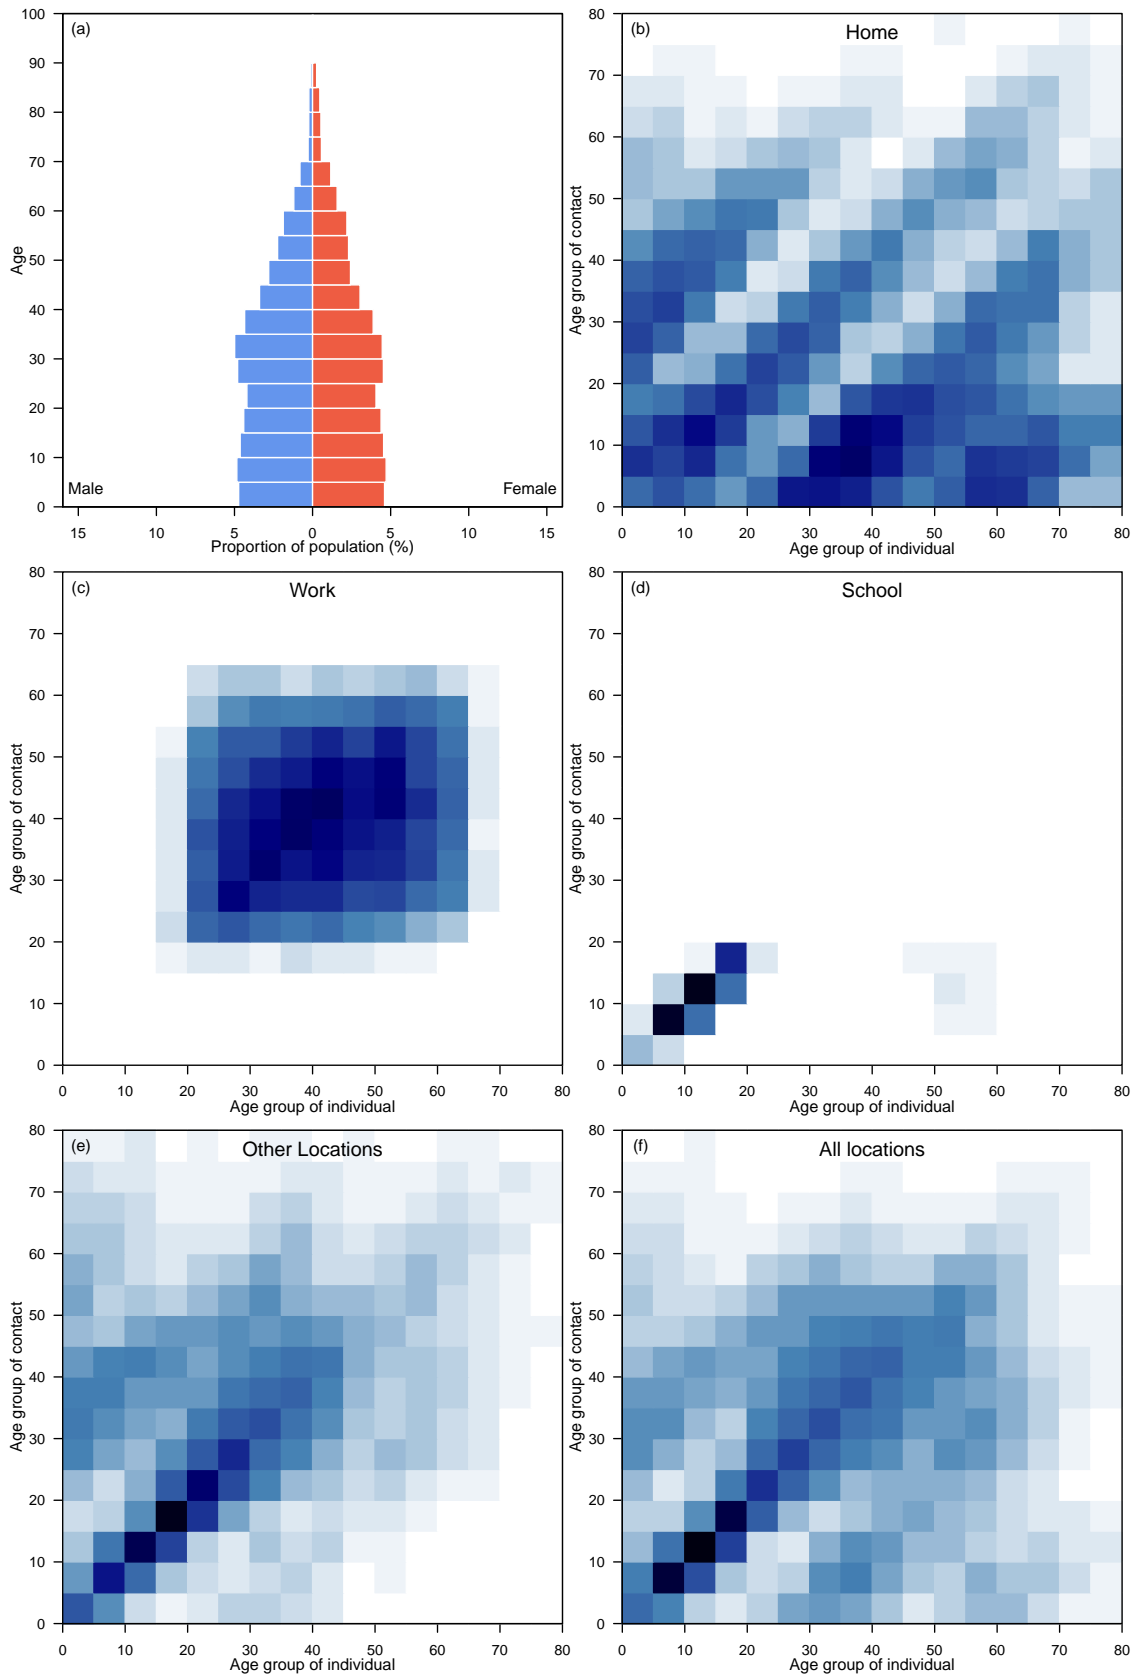 (a)
100
90
80
70
60
50
40
30
20
10
0
Age
Male
Female
15 10 5 0 5 10 15
Proportion of population (%)
(b)
Home
80
70
60
50
40
30
20
10
0
Age group of contact
0 10 20 30 40 50 60 70 80
Age group of individual
(c)
Work
80
70
60
50
40
30
20
10
0
Age group of contact
0 10 20 30 40 50 60 70 80
Age group of individual
(d)
School
80
70
60
50
40
30
20
10
0
Age group of contact
0 10 20 30 40 50 60 70 80
Age group of individual
(e)
Other Locations
80
70
60
50
40
30
20
10
0
Age group of contact
0 10 20 30 40 50 60 70 80
Age group of individual
(f)
All locations
80
70
60
50
40
30
20
10
0
Age group of contact
0 10 20 30 40 50 60 70 80
Age group of individual